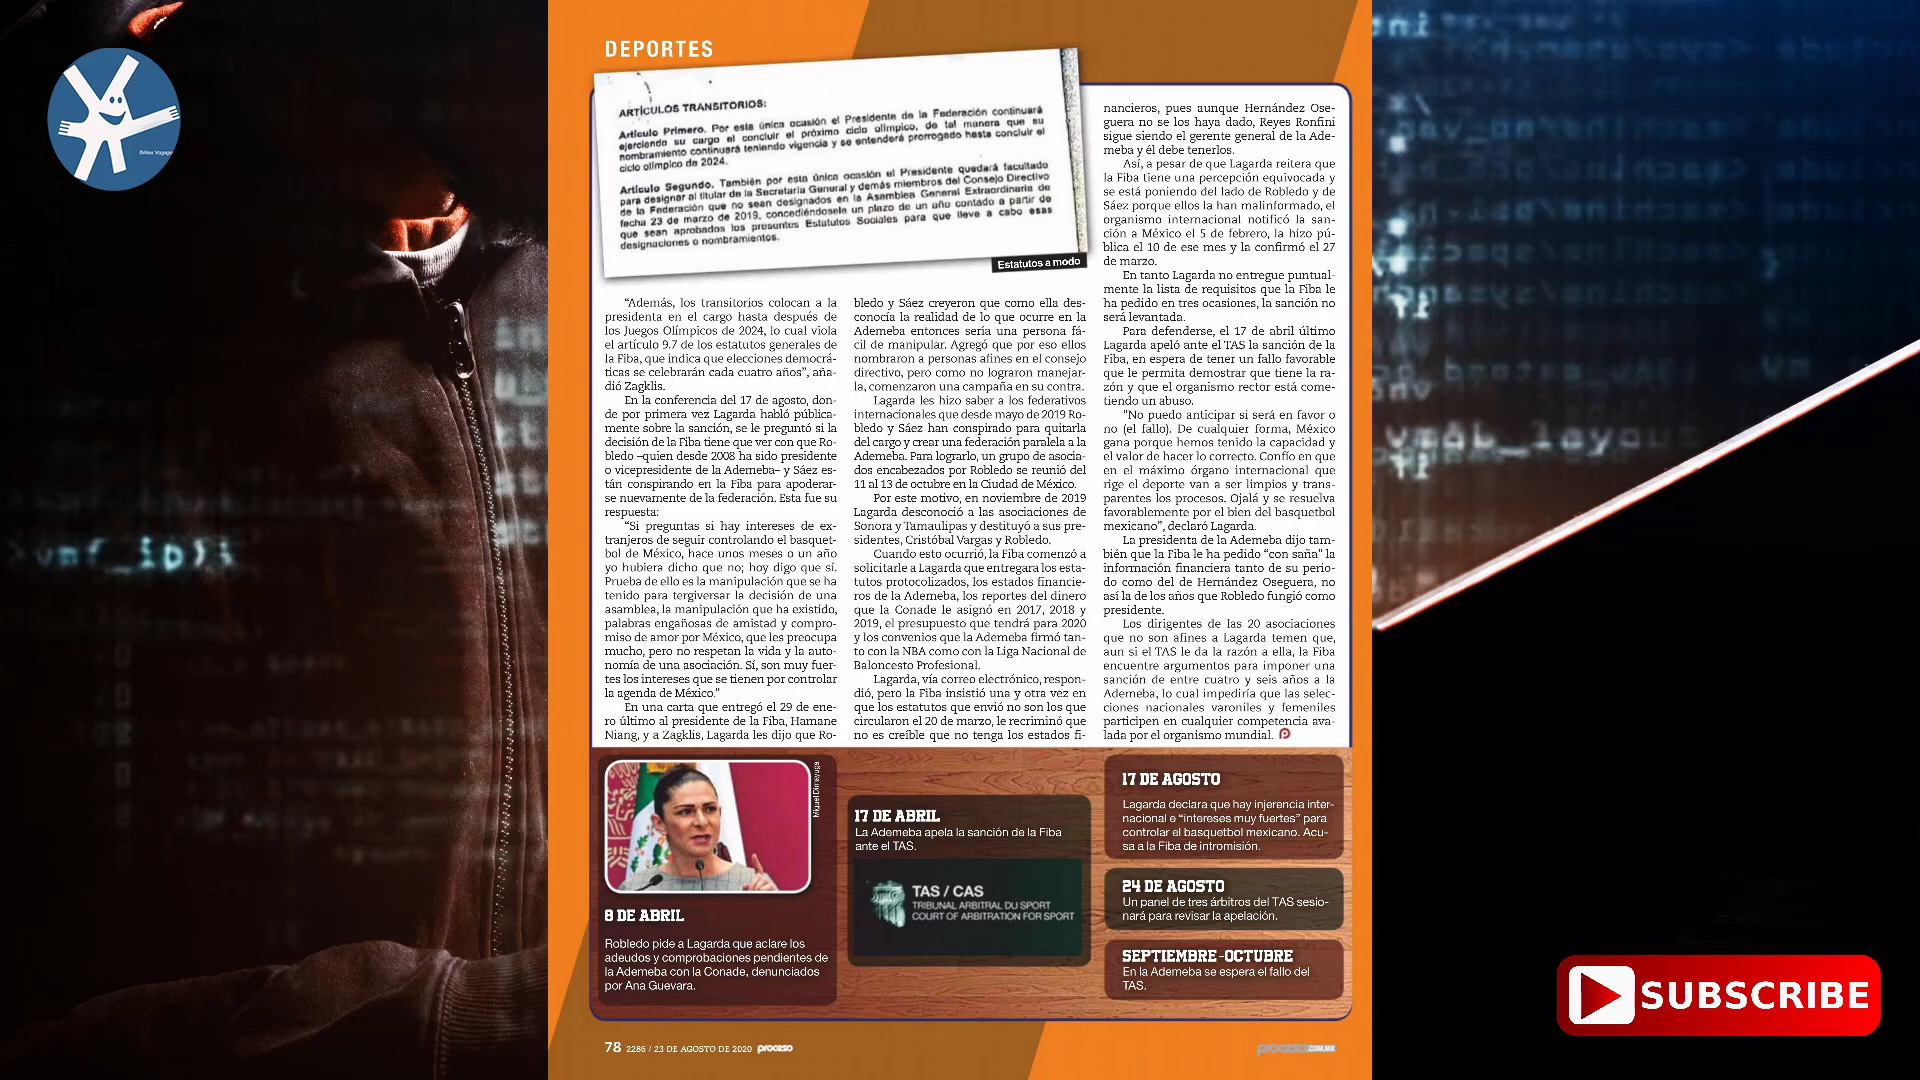 DEPORTES
ARTÍCULOS TRANSITORIOS:
Artículo Primero. Por esta única ocasión el Presidente de la Federación continuará
ejerciendo su cargo al concluir el próximo ciclo olímpico, de tal manera que su
nombramiento continuará teniendo vigencia y se entenderá prorrogado hasta concluir el
ciclo olímpico de 2024.
Artículo Segundo. También por esta única ocasión el Presidente quedará facultado
para designar al titular de la Secretaría General y demás miembros del Consejo Directivo
de la Federación que no sean designados en la Asamblea General Extraordinaria de
fecha 23 de marzo de 2019, concediéndosele un plazo de un año contado a partir de
que sean aprobados los presentes Estatutos Sociales para que lleve a cabo esas
designaciones o nombramientos.
Estatutos a modo
“Además, los transitorios colocan a la
presidenta en el cargo hasta después de
los Juegos Olímpicos de 2024, lo cual viola
el artículo 9.7 de los estatutos generales de
la Fiba, que indica que elecciones democrá-
ticas se celebrarán cada cuatro años”, aña-
dió Zagklis.
En la conferencia del 17 de agosto, don-
de por primera vez Lagarda habló pública-
mente sobre la sanción, se le preguntó si la
decisión de la Fiba tiene que ver con que Ro-
bledo –quien desde 2008 ha sido presidente
o vicepresidente de la Ademeba– y Sáez es-
tán conspirando en la Fiba para apoderar-
se nuevamente de la federación. Esta fue su
respuesta:
“Si preguntas si hay intereses de ex-
tranjeros de seguir controlando el basquet-
bol de México, hace unos meses o un año
yo hubiera dicho que no; hoy digo que sí.
Prueba de ello es la manipulación que se ha
tenido para tergiversar la decisión de una
asamblea, la manipulación que ha existido,
palabras engañosas de amistad y compro-
miso de amor por México, que les preocupa
mucho, pero no respetan la vida y la auto-
nomía de una asociación. Sí, son muy fuer-
tes los intereses que se tienen por controlar
la agenda de México.”
En una carta que entregó el 29 de ene-
ro último al presidente de la Fiba, Hamane
Niang, y a Zagklis, Lagarda les dijo que Ro-
bledo y Sáez creyeron que como ella des-
conocía la realidad de lo que ocurre en la
Ademeba entonces sería una persona fá-
cil de manipular. Agregó que por eso ellos
nombraron a personas afines en el consejo
directivo, pero como no lograron manejar-
la, comenzaron una campaña en su contra.
Lagarda les hizo saber a los federativos
internacionales que desde mayo de 2019 Ro-
bledo y Sáez han conspirado para quitarla
del cargo y crear una federación paralela a la
Ademeba. Para lograrlo, un grupo de asocia-
dos encabezados por Robledo se reunió del
11 al 13 de octubre en la Ciudad de México.
Por este motivo, en noviembre de 2019
Lagarda desconoció a las asociaciones de
Sonora y Tamaulipas y destituyó a sus pre-
sidentes, Cristóbal Vargas y Robledo.
Cuando esto ocurrió, la Fiba comenzó a
solicitarle a Lagarda que entregara los esta-
tutos protocolizados, los estados financie-
ros de la Ademeba, los reportes del dinero
que la Conade le asignó en 2017, 2018 y
2019, el presupuesto que tendrá para 2020
y los convenios que la Ademeba firmó tan-
to con la NBA como con la Liga Nacional de
Baloncesto Profesional.
Lagarda, vía correo electrónico, respon-
dió, pero la Fiba insistió una y otra vez en
que los estatutos que envió no son los que
circularon el 20 de marzo, le recriminó que
no es creíble que no tenga los estados fi-
nancieros, pues aunque Hernández Ose-
guera no se los haya dado, Reyes Ronfini
sigue siendo el gerente general de la Ade-
meba y él debe tenerlos.
Así, a pesar de que Lagarda reitera que
la Fiba tiene una percepción equivocada y
se está poniendo del lado de Robledo y de
Sáez porque ellos la han malinformado, el
organismo internacional notificó la san-
ción a México el 5 de febrero, la hizo pú-
blica el 10 de ese mes y la confirmó el 27
de marzo.
En tanto Lagarda no entregue puntual-
mente la lista de requisitos que la Fiba le
ha pedido en tres ocasiones, la sanción no
será levantada.
Para defenderse, el 17 de abril último
Lagarda apeló ante el TAS la sanción de la
Fiba, en espera de tener un fallo favorable
que le permita demostrar que tiene la ra-
zón y que el organismo rector está come-
tiendo un abuso.
“No puedo anticipar si será en favor o
no (el fallo). De cualquier forma, México
gana porque hemos tenido la capacidad y
el valor de hacer lo correcto. Confío en que
en el máximo órgano internacional que
rige el deporte van a ser limpios y trans-
parentes los procesos. Ojalá y se resuelva
favorablemente por el bien del basquetbol
mexicano”, declaró Lagarda.
La presidenta de la Ademeba dijo tam-
bién que la Fiba le ha pedido “con saña” la
información financiera tanto de su perio-
do como del de Hernández Oseguera, no
así la de los años que Robledo fungió como
presidente.
Los dirigentes de las 20 asociaciones
que no son afines a Lagarda temen que,
aun si el TAS le da la razón a ella, la Fiba
encuentre argumentos para imponer una
sanción de entre cuatro y seis años a la
Ademeba, lo cual impediría que las selec-
ciones nacionales varoniles y femeniles
participen en cualquier competencia ava-
lada por el organismo mundial.
8 DE ABRIL
Robledo pide a Lagarda que aclare los
adeudos y comprobaciones pendientes de
la Ademeba con la Conade, denunciados
por Ana Guevara.
17 DE ABRIL
La Ademeba apela la sanción de la Fiba
ante el TAS.
TAS / CAS
TRIBUNAL ARBITRAL DU SPORT
COURT OF ARBITRATION FOR SPORT
17 DE AGOSTO
Lagarda declara que hay injerencia inter-
nacional e “intereses muy fuertes” para
controlar el basquetbol mexicano. Acu-
sa a la Fiba de intromisión.
24 DE AGOSTO
Un panel de tres árbitros del TAS sesio-
nará para revisar la apelación.
SEPTIEMBRE-OCTUBRE
En la Ademeba se espera el fallo del
TAS.
78 2286 / 23 DE AGOSTO DE 2020 proceso
proceso.COM.MX
SUBSCRIBE